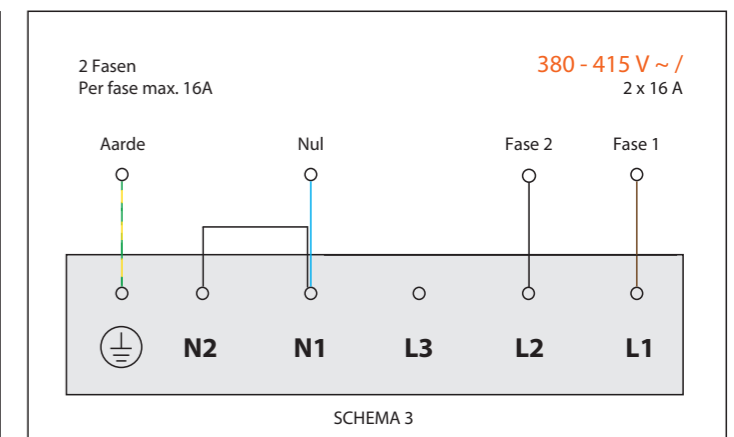 2 Fasen
380 - 415 V ~ /
Per fase max. 16A
2 x 16 A
Aarde
Nul
Fase 2
Fase 1
N2
N1
L3
L2
L1
SCHEMA 3